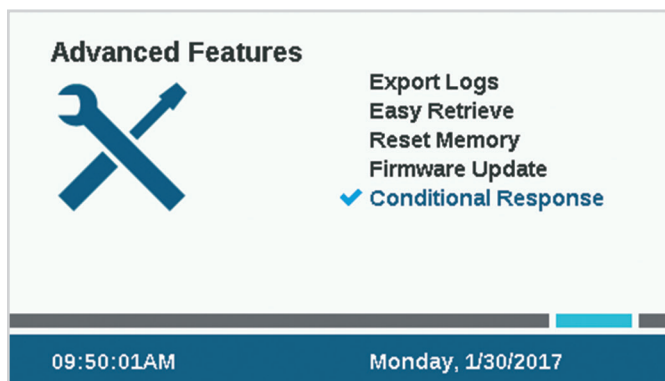 Advanced Features
Export Logs
Easy Retrieve
Reset Memory
Firmware Update
Conditional Response
09:50:01AM Monday, 1/30/2017